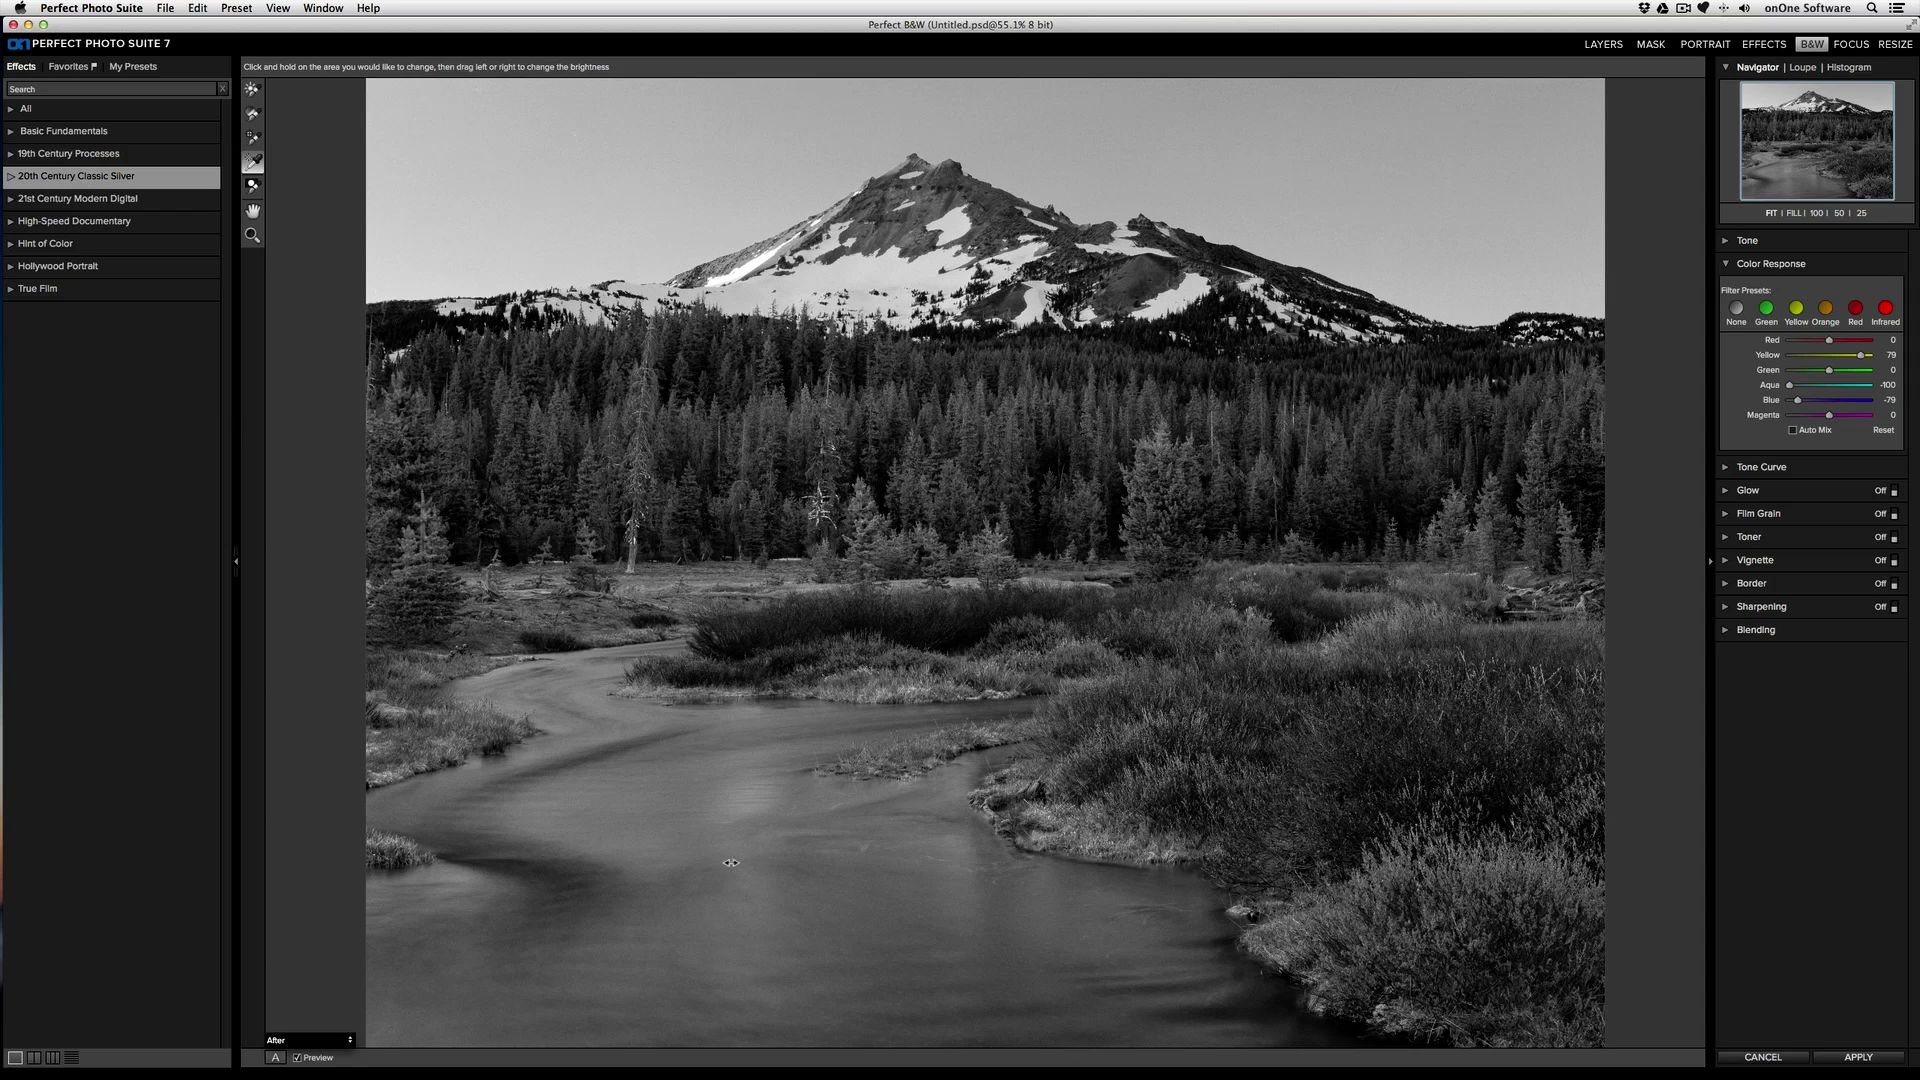 Perfect Photo Suite File Edit Preset View Window Help
onOne Software
Perfect B&W (Untitled.psd@55.1% 8 bit)
on PERFECT PHOTO SUITE 7
LAYERS MASK PORTRAIT EFFECTS B&W FOCUS RESIZE
Effects Favorites My Presets
Click and hold on the area you would like to change, then drag left or right to change the brightness
Navigator | Loupe | Histogram
Search X
All
Basic Fundamentals
19th Century Processes
20th Century Classic Silver
21st Century Modern Digital
High-Speed Documentary
Hint of Color
Hollywood Portrait
True Film
FIT | FILL | 100 | 50 | 25
Tone
Color Response
Filter Presets:
None Green Yellow Orange Red Infrared
Red 0
Yellow 79
Green 0
Aqua -100
Blue -79
Magenta 0
Auto Mix Reset
Tone Curve
Glow Off
Film Grain Off
Toner Off
Vignette Off
Border Off
Sharpening Off
Blending
After
A Preview
CANCEL APPLY